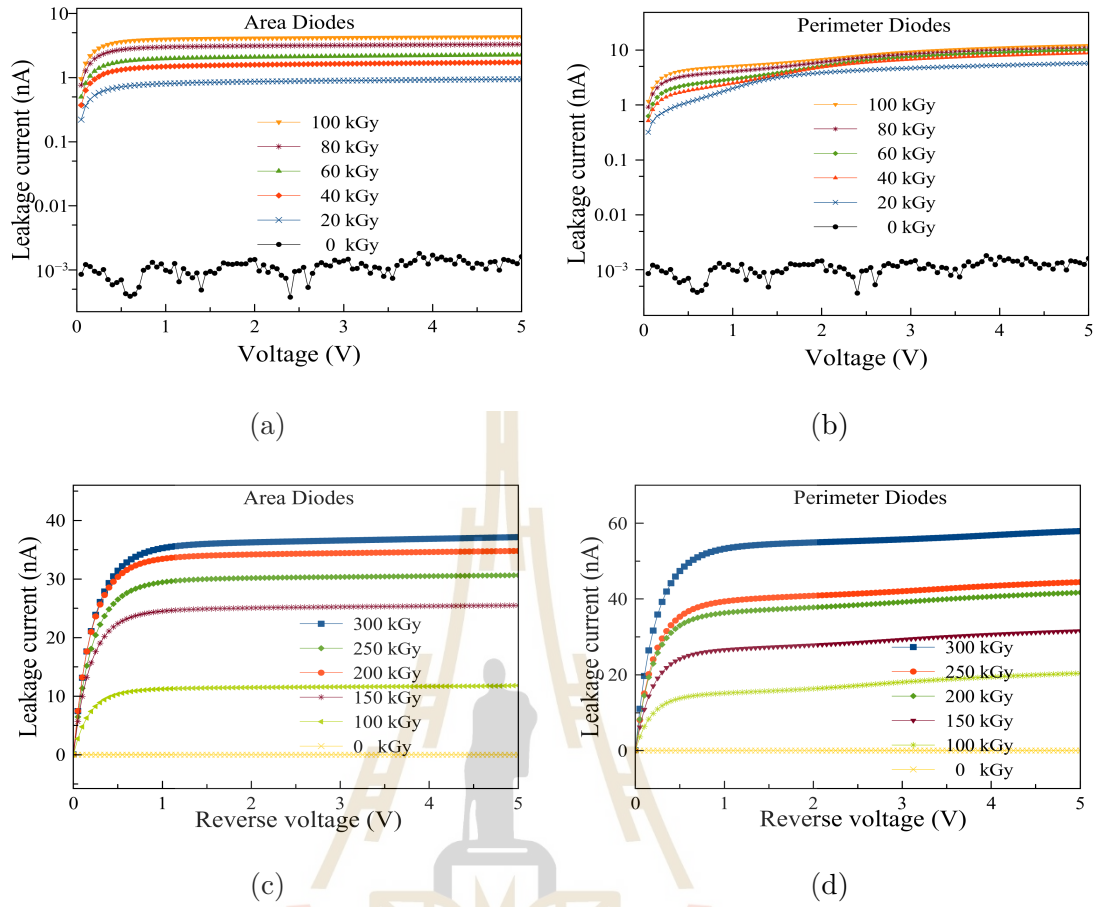 Area Diodes
10
1
0.1
0.01
10⁻³
Leakage current (nA)
100 kGy
80 kGy
60 kGy
40 kGy
20 kGy
0 kGy
0 1 2 3 4 5
Voltage (V)
(a)
Perimeter Diodes
10
1
0.1
0.01
10⁻³
Leakage current (nA)
100 kGy
80 kGy
60 kGy
40 kGy
20 kGy
0 kGy
0 1 2 3 4 5
Voltage (V)
(b)
Area Diodes
40
30
20
10
0
Leakage current (nA)
300 kGy
250 kGy
200 kGy
150 kGy
100 kGy
0 kGy
0 1 2 3 4 5
Reverse voltage (V)
(c)
Perimeter Diodes
60
40
20
0
Leakage current (nA)
300 kGy
250 kGy
200 kGy
150 kGy
100 kGy
0 kGy
0 1 2 3 4 5
Reverse voltage (V)
(d)